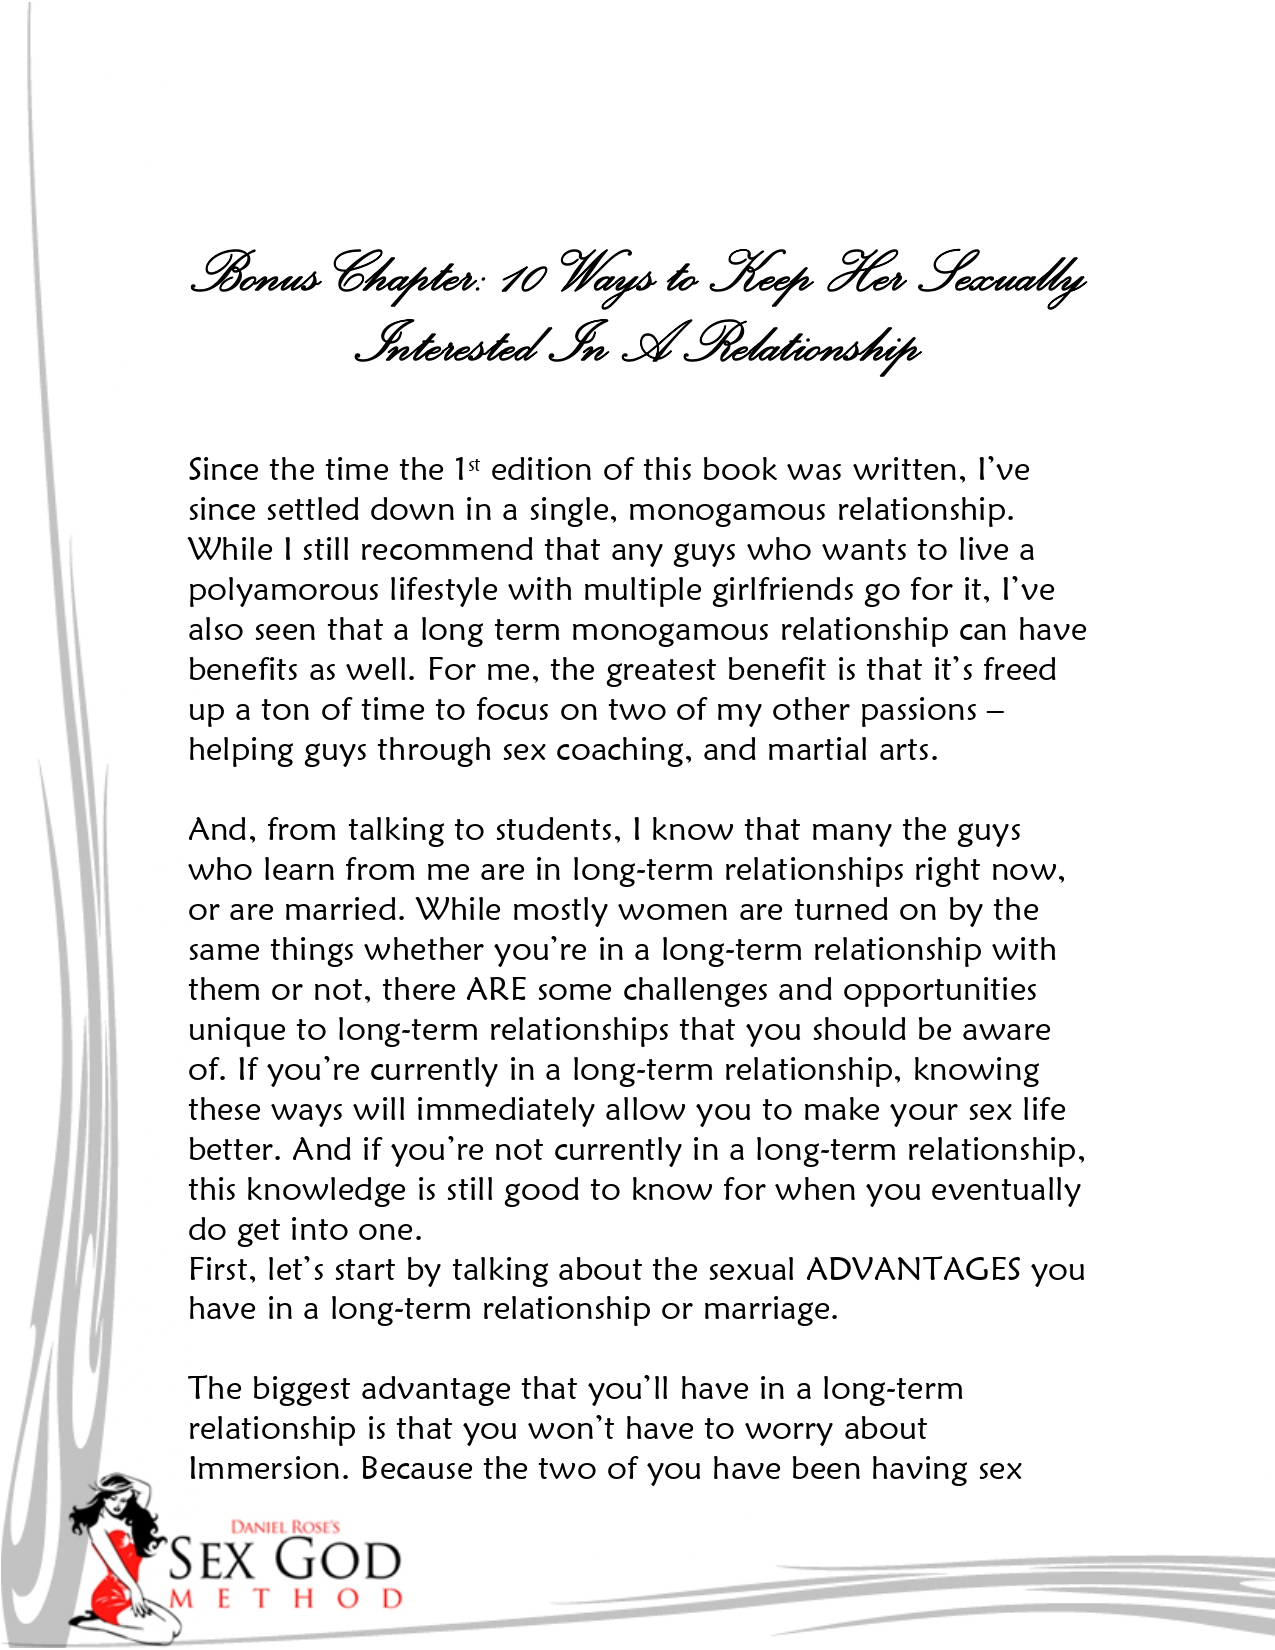 Bonus Chapter: 10 Ways to Keep Her Sexually
Interested In A Relationship
Since the time the 1st edition of this book was written, I’ve
since settled down in a single, monogamous relationship.
While I still recommend that any guys who wants to live a
polyamorous lifestyle with multiple girlfriends go for it, I’ve
also seen that a long term monogamous relationship can have
benefits as well. For me, the greatest benefit is that it’s freed
up a ton of time to focus on two of my other passions –
helping guys through sex coaching, and martial arts.
And, from talking to students, I know that many the guys
who learn from me are in long-term relationships right now,
or are married. While mostly women are turned on by the
same things whether you’re in a long-term relationship with
them or not, there ARE some challenges and opportunities
unique to long-term relationships that you should be aware
of. If you’re currently in a long-term relationship, knowing
these ways will immediately allow you to make your sex life
better. And if you’re not currently in a long-term relationship,
this knowledge is still good to know for when you eventually
do get into one.
First, let’s start by talking about the sexual ADVANTAGES you
have in a long-term relationship or marriage.
The biggest advantage that you’ll have in a long-term
relationship is that you won’t have to worry about
Immersion. Because the two of you have been having sex
DANIEL ROSE’S
SEX GOD
METHOD